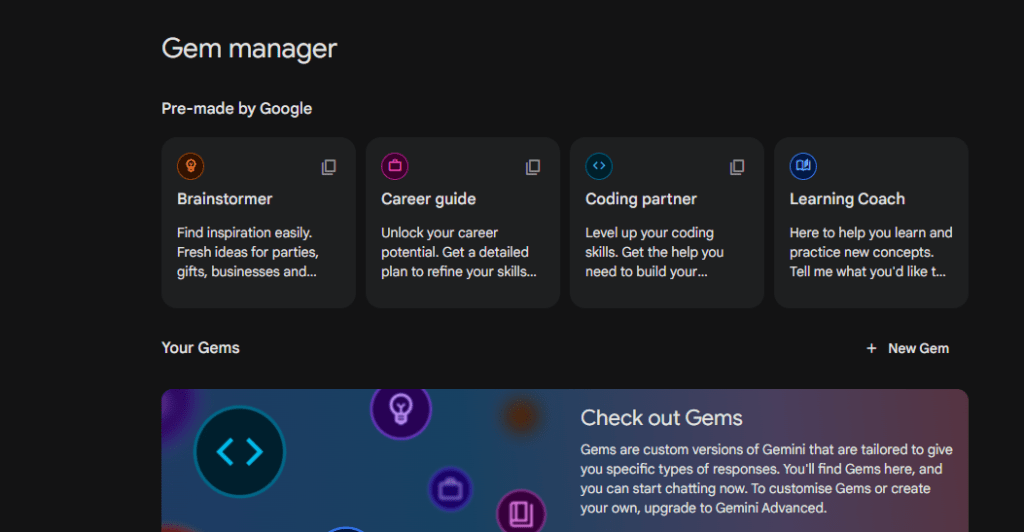 Gem manager
Pre-made by Google
Brainstormer
Find inspiration easily.
Fresh ideas for parties,
gifts, businesses and...
Career guide
Unlock your career
potential. Get a detailed
plan to refine your skills...
Coding partner
Level up your coding
skills. Get the help you
need to build your...
Learning Coach
Here to help you learn and
practice new concepts.
Tell me what you'd like t...
Your Gems
+ New Gem
Check out Gems
Gems are custom versions of Gemini that are tailored to give
you specific types of responses. You'll find Gems here, and
you can start chatting now. To customise Gems or create
your own, upgrade to Gemini Advanced.